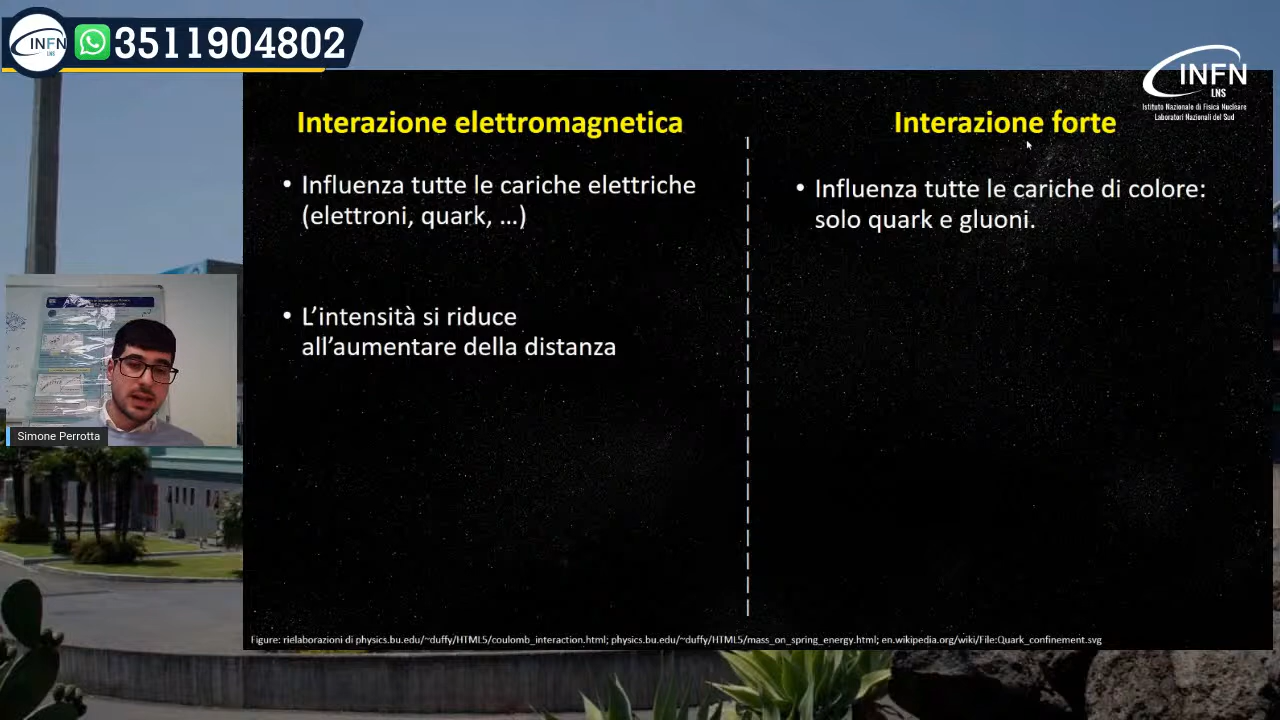 INFN
LNS
3511904802
INFN
LNS
Istituto Nazionale di Fisica Nucleare
Laboratori Nazionali del Sud
Interazione elettromagnetica
• Influenza tutte le cariche elettriche
(elettroni, quark, …)
• L’intensità si riduce
all’aumentare della distanza
Interazione forte
• Influenza tutte le cariche di colore:
solo quark e gluoni.
Simone Perrotta
Figure: rielaborazioni di physics.bu.edu/~duffy/HTML5/coulomb_interaction.html; physics.bu.edu/~duffy/HTML5/mass_on_spring_energy.html; en.wikipedia.org/wiki/File:Quark_confinement.svg